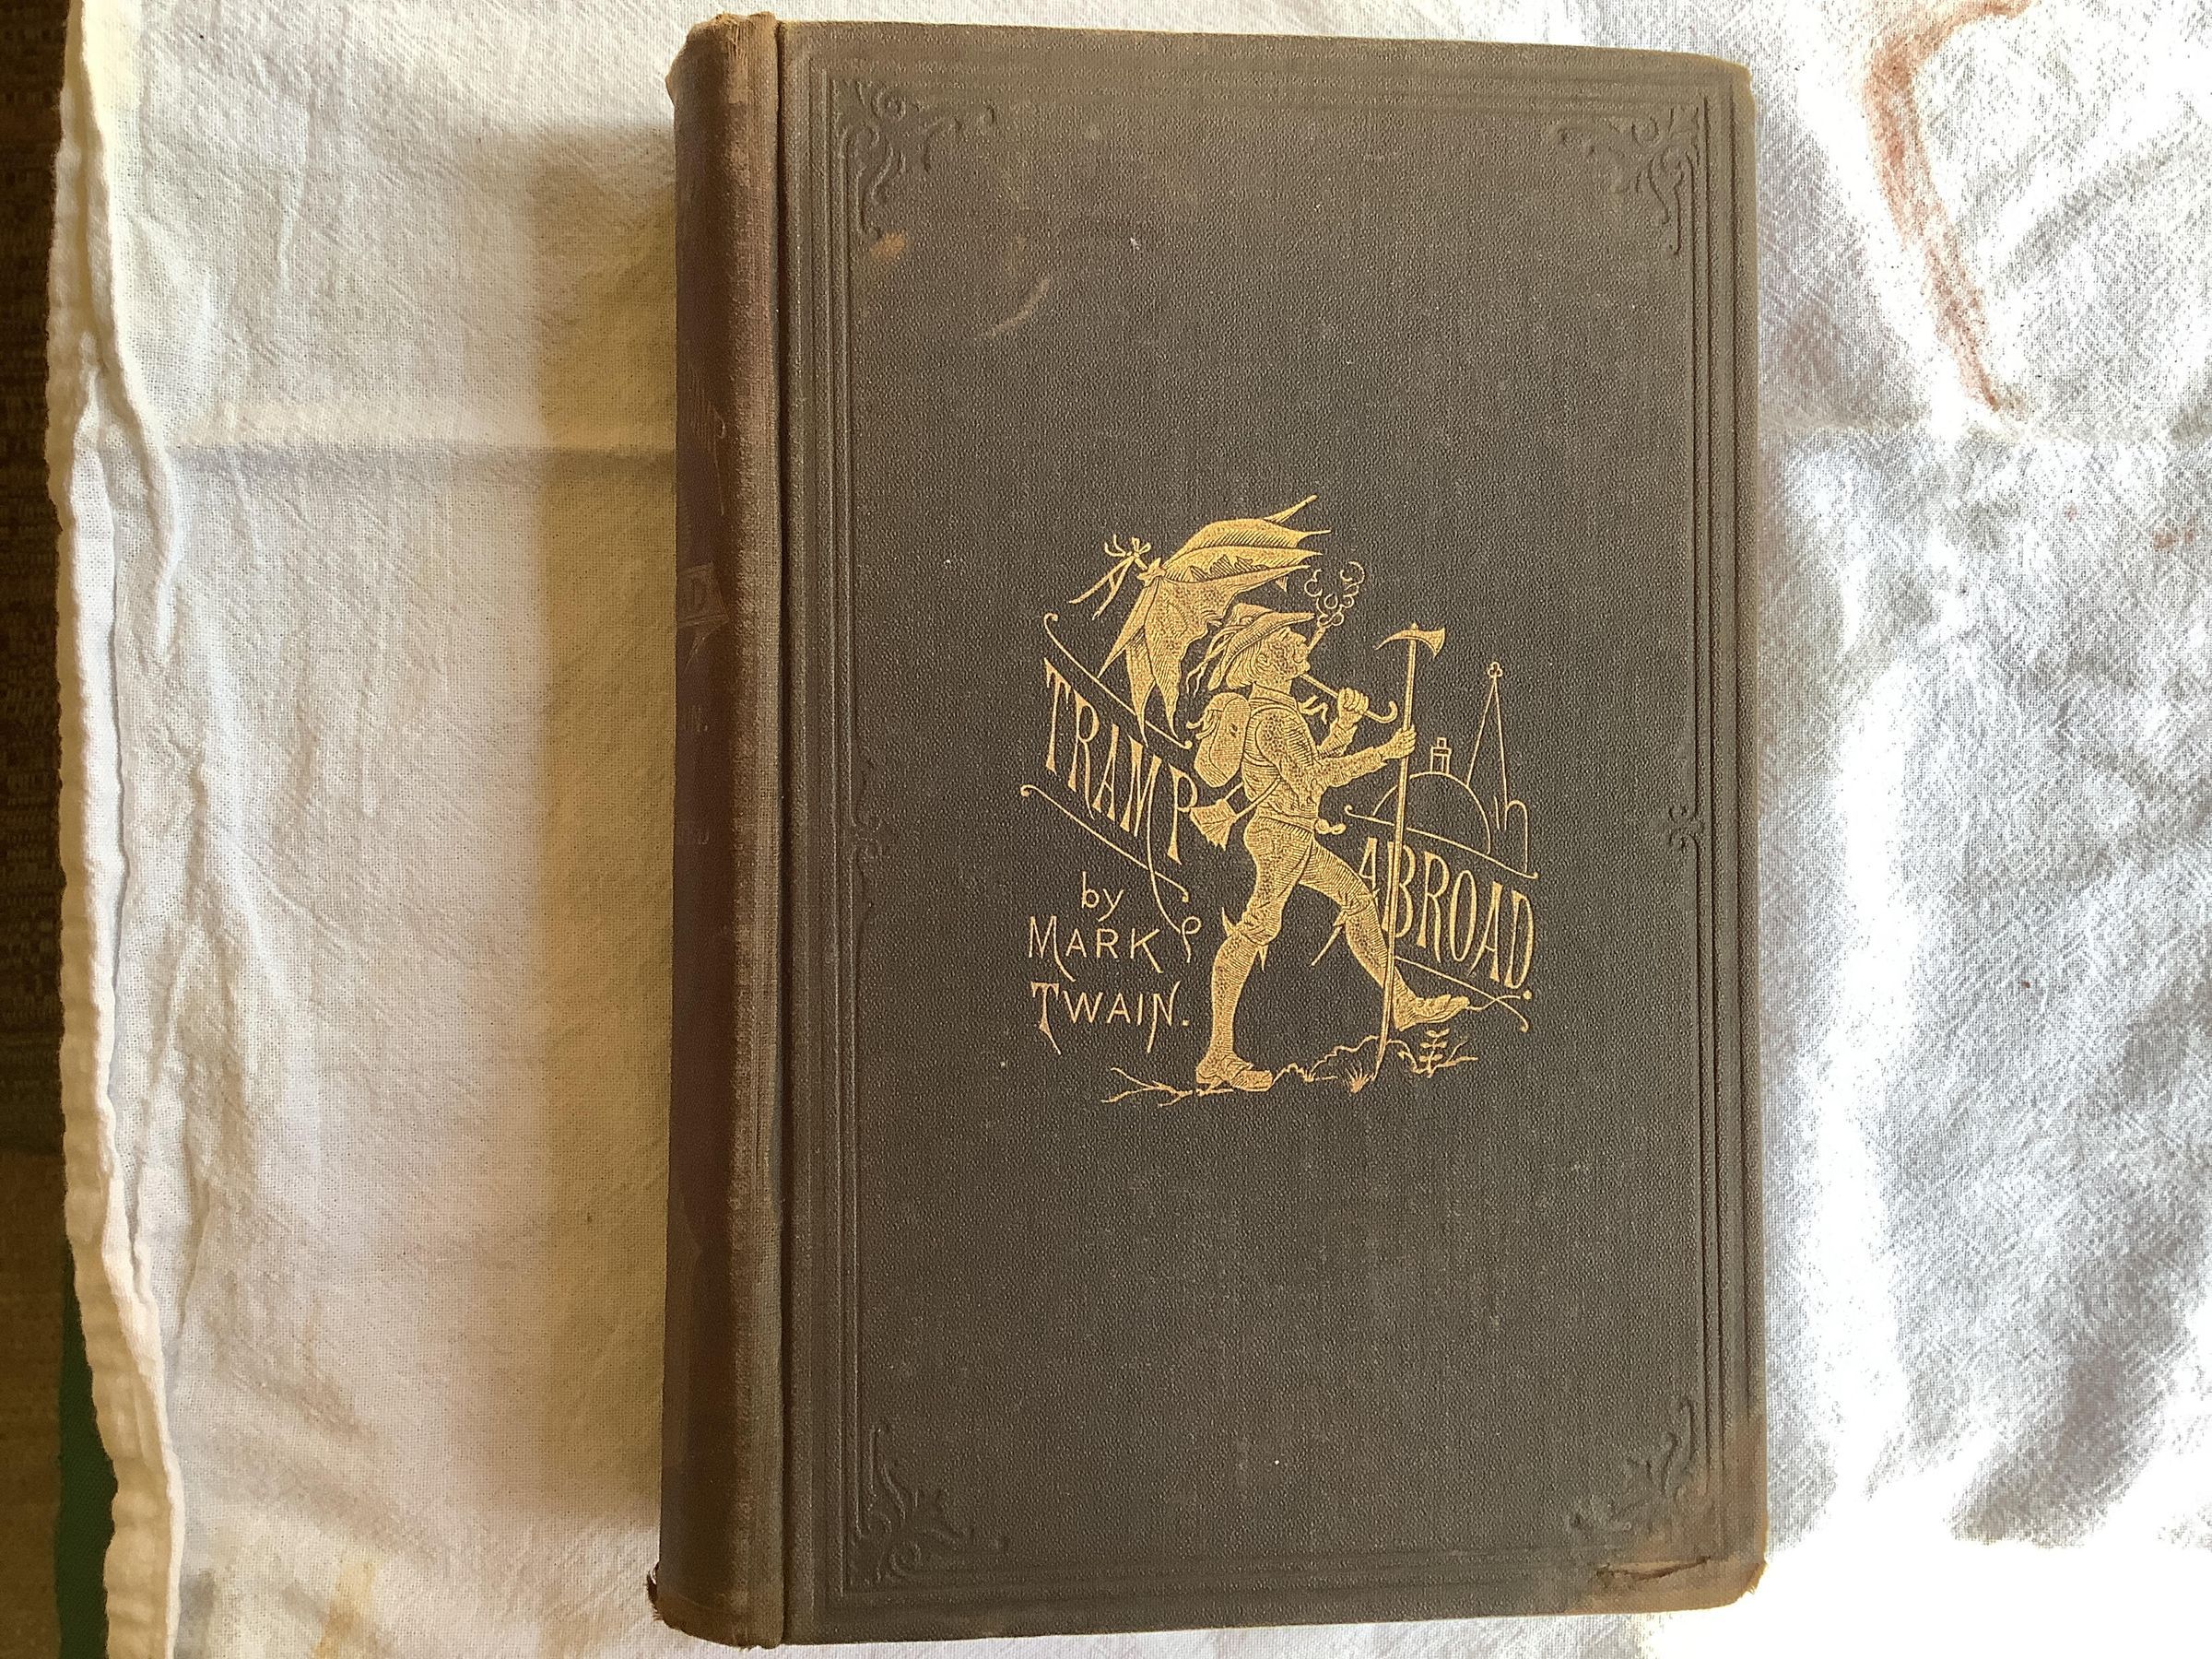 A
TRAMP
ABROAD.
by
MARK
TWAIN.